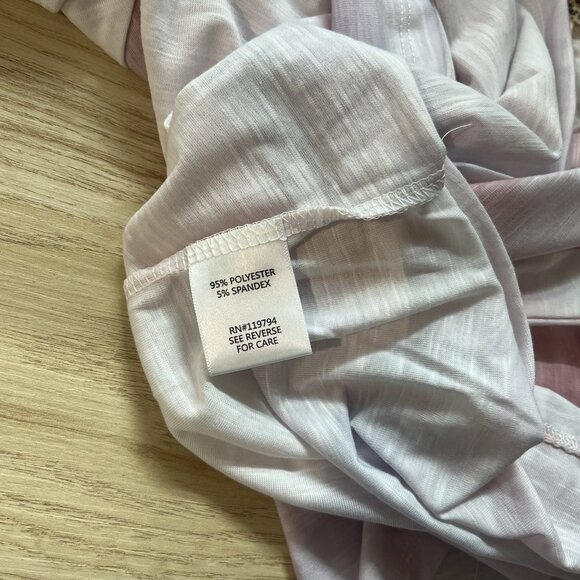 95% POLYESTER
5% SPANDEX
RN#119794
SEE REVERSE
FOR CARE